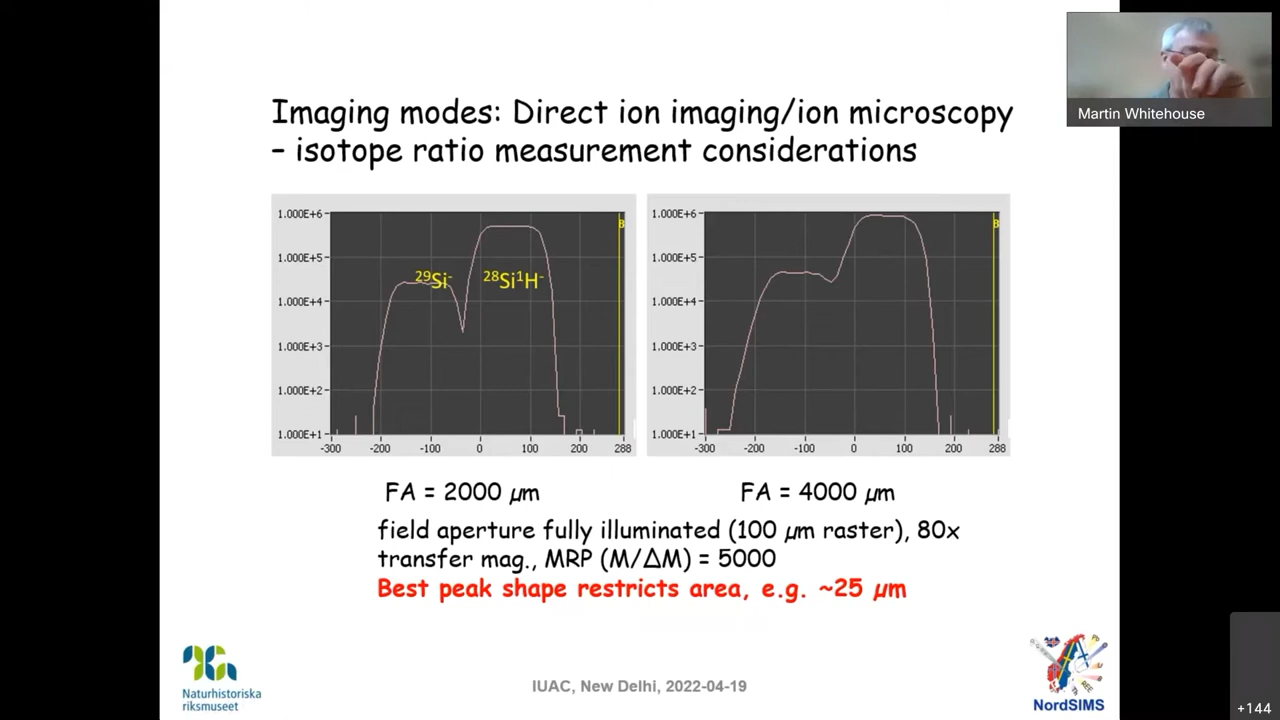 Martin Whitehouse
Imaging modes: Direct ion imaging/ion microscopy
– isotope ratio measurement considerations
1.000E+6
1.000E+5
1.000E+4
1.000E+3
1.000E+2
1.000E+1
-300 -200 -100 0 100 200 288
²⁹Si⁻ ²⁸Si¹H⁻
B
1.000E+6
1.000E+5
1.000E+4
1.000E+3
1.000E+2
1.000E+1
-300 -200 -100 0 100 200 288
B
FA = 2000 µm
FA = 4000 µm
field aperture fully illuminated (100 µm raster), 80x
transfer mag., MRP (M/ΔM) = 5000
Best peak shape restricts area, e.g. ~25 µm
Naturhistoriska
riksmuseet
IUAC, New Delhi, 2022-04-19
NordSIMS
+144